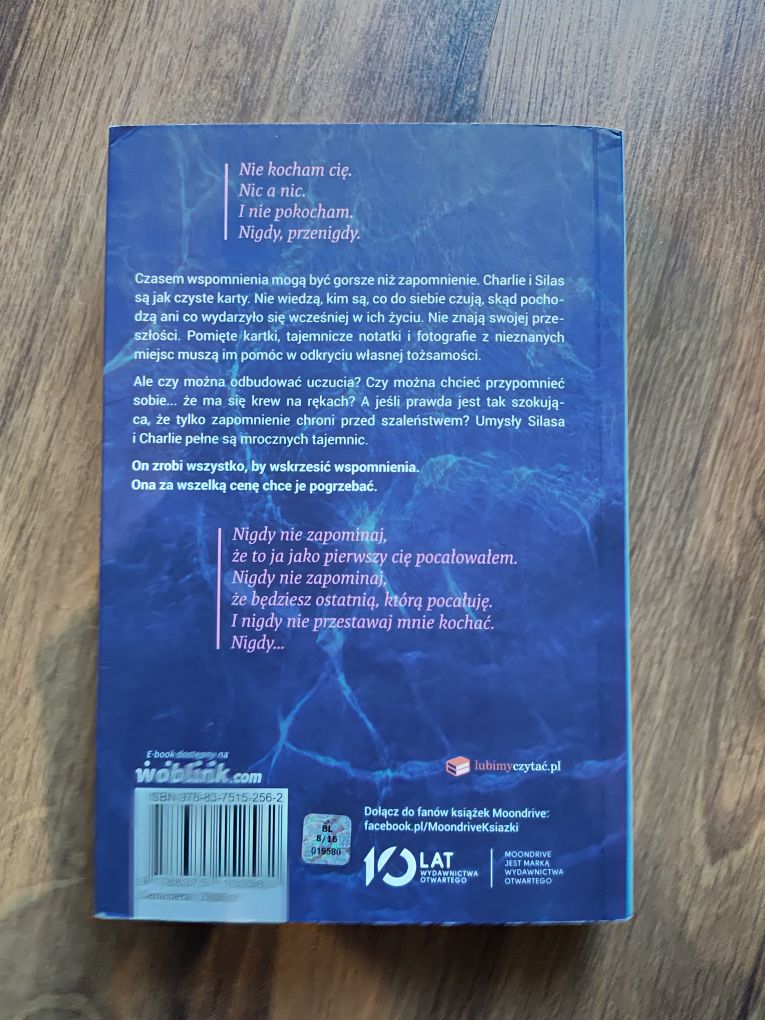 Nie kocham cię.
Nic a nic.
I nie pokocham.
Nigdy, przenigdy.
Czasem wspomnienia mogą być gorsze niż zapomnienie. Charlie i Silas
są jak czyste karty. Nie wiedzą, kim są, co do siebie czują, skąd pocho-
dzą ani co wydarzyło się wcześniej w ich życiu. Nie znają swojej prze-
szłości. Pomięte kartki, tajemnicze notatki i fotografie z nieznanych
miejsc muszą im pomóc w odkryciu własnej tożsamości.
Ale czy można odbudować uczucia? Czy można chcieć przypomnieć
sobie... że ma się krew na rękach? A jeśli prawda jest tak szokują-
ca, że tylko zapomnienie chroni przed szaleństwem? Umysły Silasa
i Charlie pełne są mrocznych tajemnic.
On zrobi wszystko, by wskrzesić wspomnienia.
Ona za wszelką cenę chce je pogrzebać.
Nigdy nie zapominaj,
że to ja jako pierwszy cię pocałowałem.
Nigdy nie zapominaj,
że będziesz ostatnią, którą pocałuję.
I nigdy nie przestawaj mnie kochać.
Nigdy...
E-book dostępny na
woblink.com
lubimyczytać.pl
ISBN 978-83-7515-256-2
BL
8/16
019580
Dołącz do fanów książek Moondrive:
facebook.pl/MoondriveKsiazki
10 LAT
WYDAWNICTWA
OTWARTEGO
MOONDRIVE
JEST MARKĄ
WYDAWNICTWA
OTWARTEGO